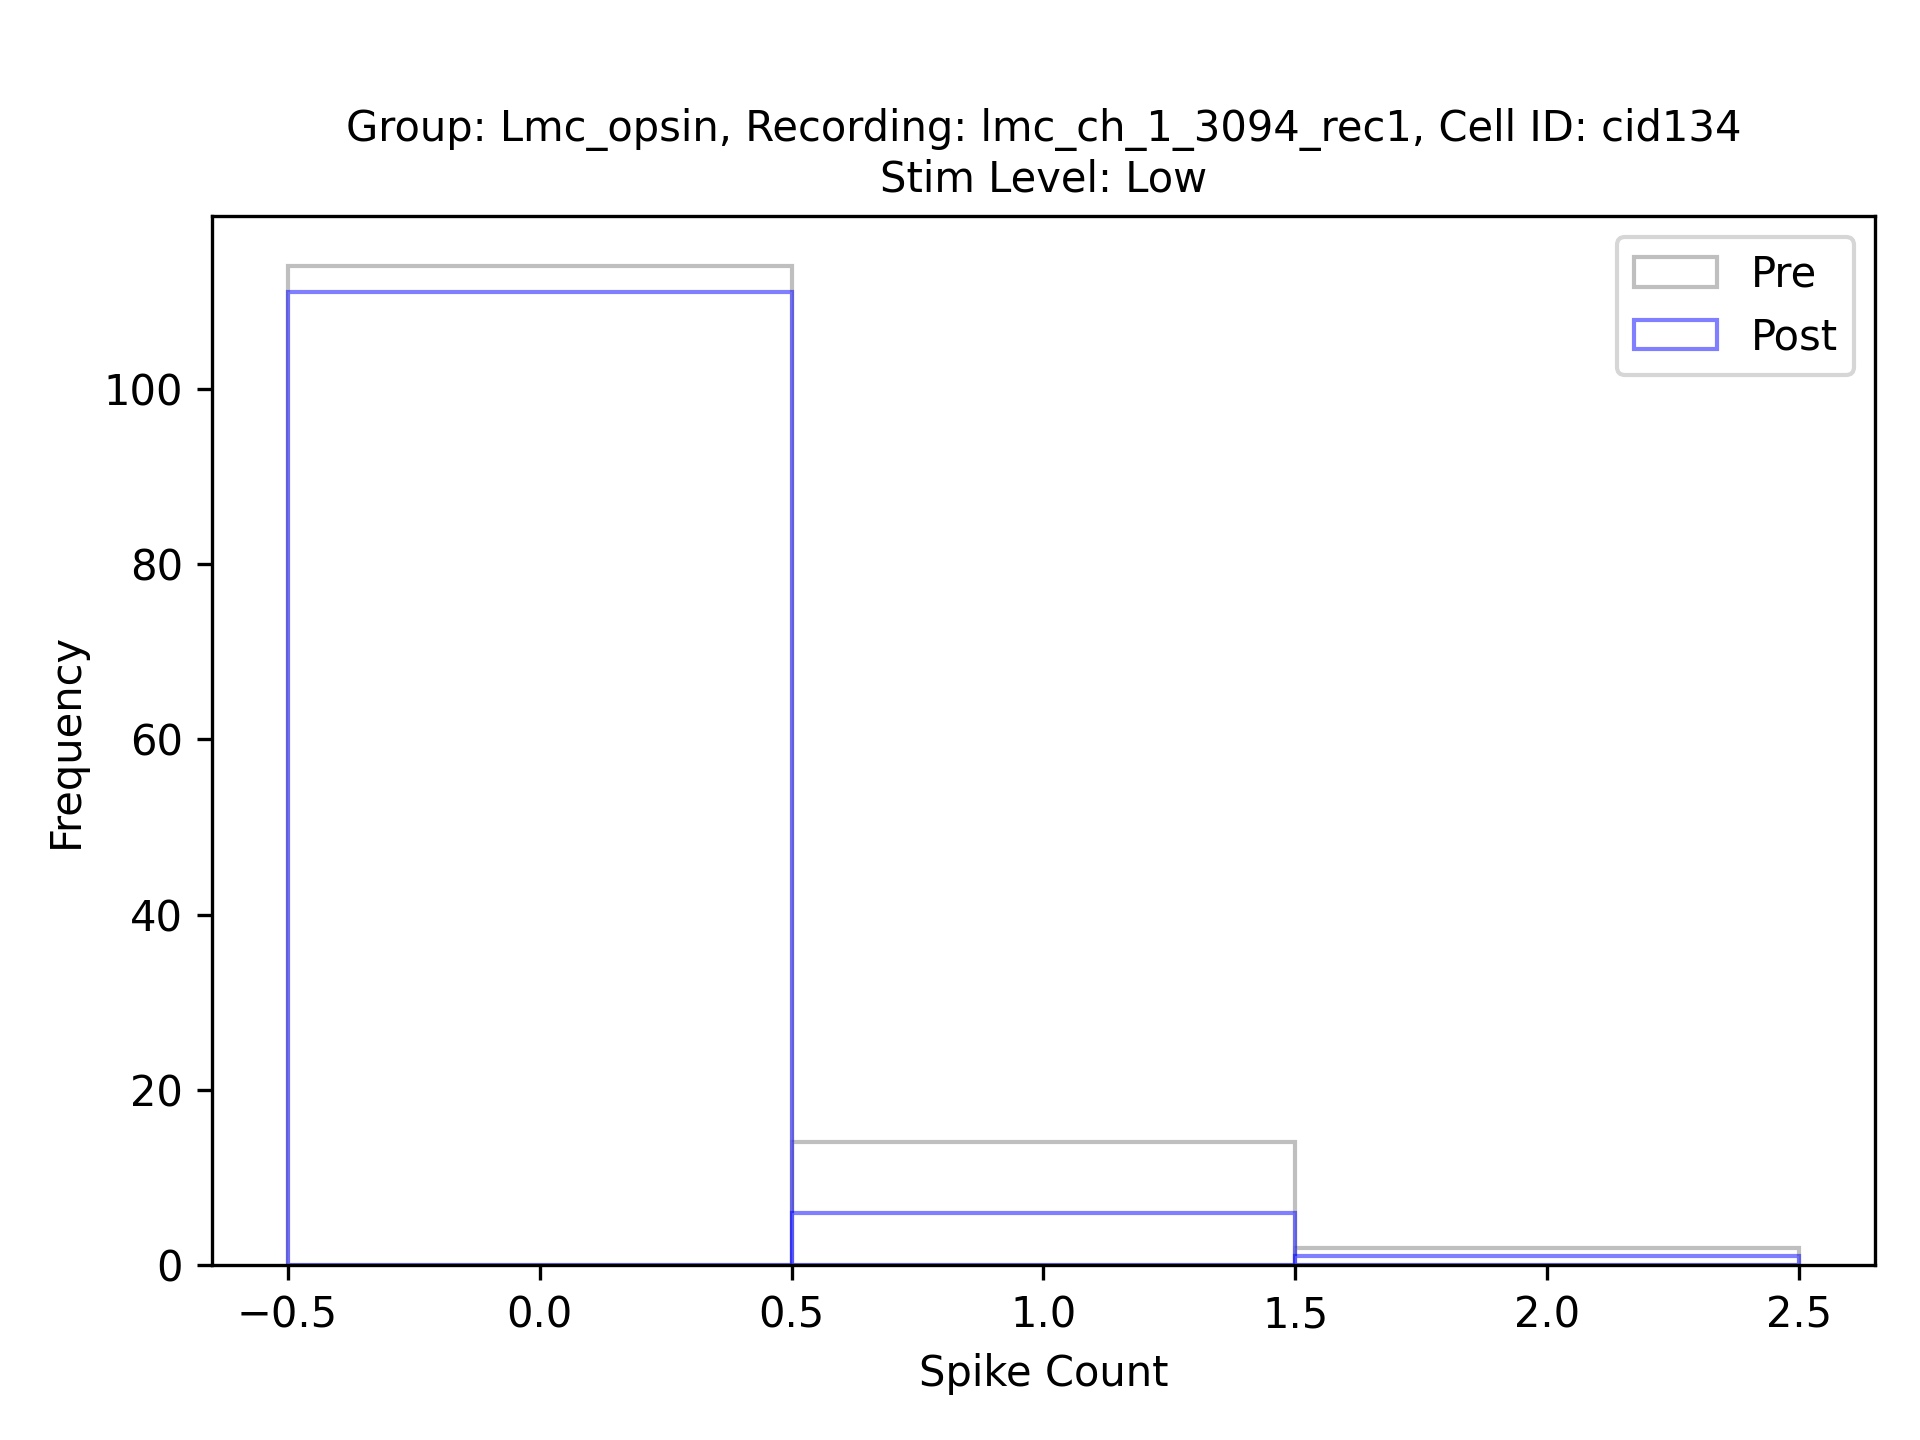 Group: Lmc_opsin, Recording: lmc_ch_1_3094_rec1, Cell ID: cid134
Stim Level: Low
Pre
Post
100
80
60
40
20
0
Frequency
−0.5 0.0 0.5 1.0 1.5 2.0 2.5
Spike Count